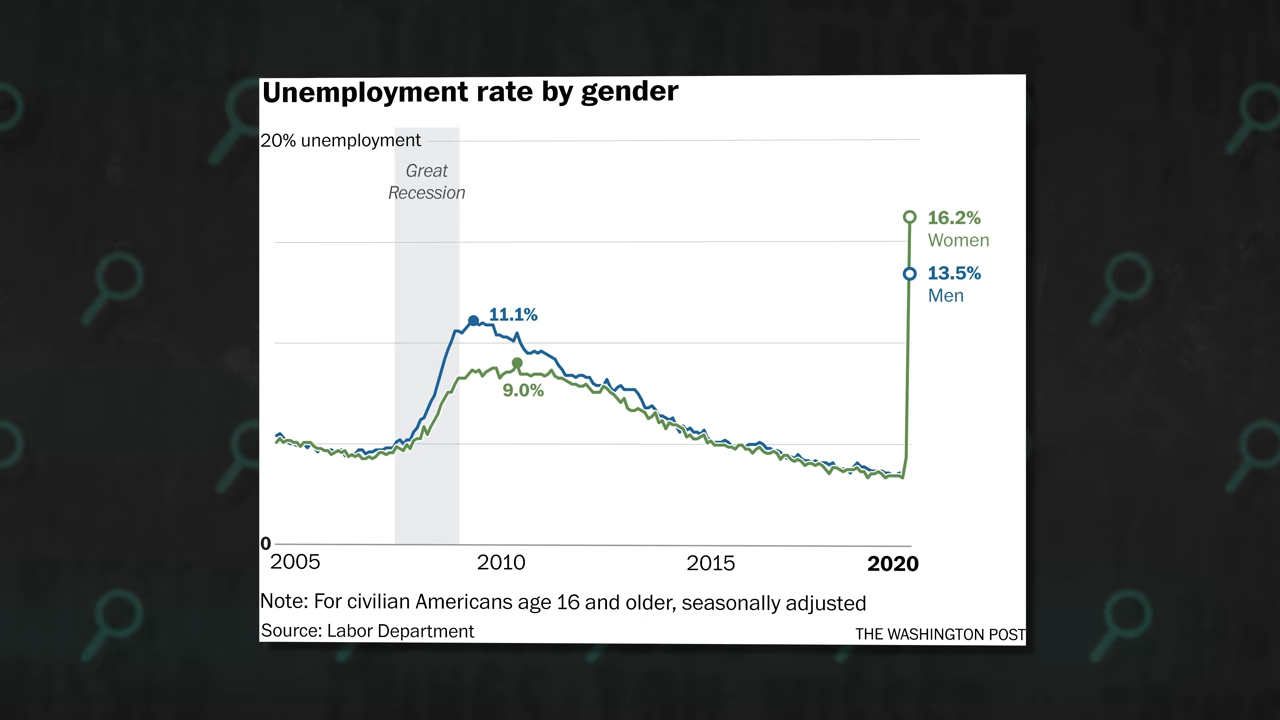 Unemployment rate by gender
20% unemployment
Great
Recession
16.2%
Women
13.5%
Men
11.1%
9.0%
0
2005 2010 2015 2020
Note: For civilian Americans age 16 and older, seasonally adjusted
Source: Labor Department
THE WASHINGTON POST